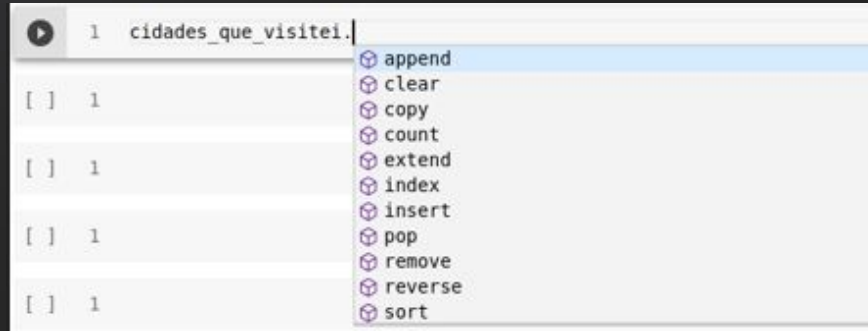 1 cidades_que_visitei.
append
clear
[ ] 1
copy
count
extend
[ ] 1
index
insert
[ ] 1
pop
remove
reverse
[ ] 1
sort